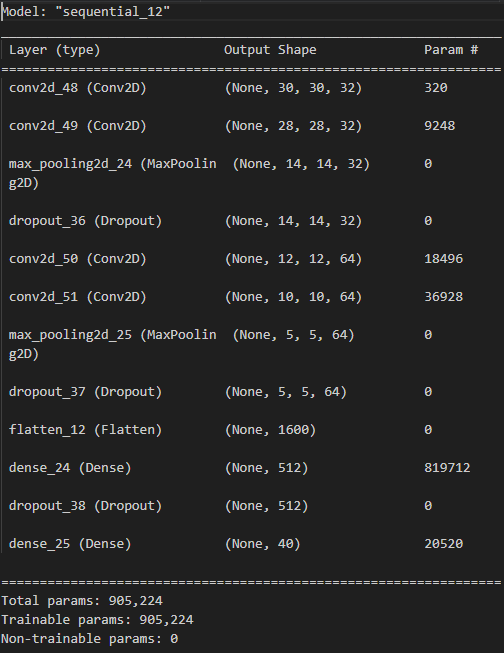 Model: "sequential_12"
Layer (type) Output Shape Param #
=================================================================
conv2d_48 (Conv2D) (None, 30, 30, 32) 320
conv2d_49 (Conv2D) (None, 28, 28, 32) 9248
max_pooling2d_24 (MaxPoolin (None, 14, 14, 32) 0
g2D)
dropout_36 (Dropout) (None, 14, 14, 32) 0
conv2d_50 (Conv2D) (None, 12, 12, 64) 18496
conv2d_51 (Conv2D) (None, 10, 10, 64) 36928
max_pooling2d_25 (MaxPoolin (None, 5, 5, 64) 0
g2D)
dropout_37 (Dropout) (None, 5, 5, 64) 0
flatten_12 (Flatten) (None, 1600) 0
dense_24 (Dense) (None, 512) 819712
dropout_38 (Dropout) (None, 512) 0
dense_25 (Dense) (None, 40) 20520
=================================================================
Total params: 905,224
Trainable params: 905,224
Non-trainable params: 0